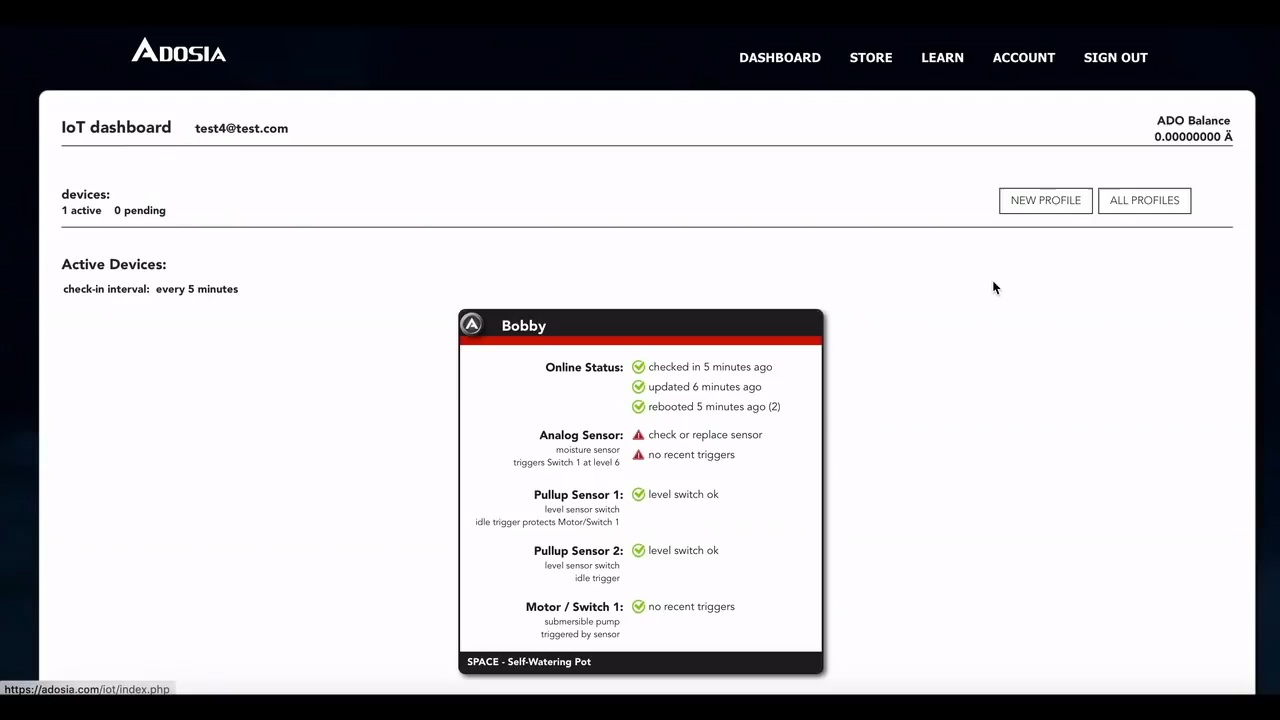 ADOSIA
DASHBOARD
STORE
LEARN
ACCOUNT
SIGN OUT
IoT dashboard
test4@test.com
ADO Balance
0.00000000 Ä
devices:
1 active 0 pending
NEW PROFILE
ALL PROFILES
Active Devices:
check-in interval: every 5 minutes
Bobby
Online Status:
checked in 5 minutes ago
updated 6 minutes ago
rebooted 5 minutes ago (2)
Analog Sensor:
check or replace sensor
moisture sensor
no recent triggers
triggers Switch 1 at level 6
Pullup Sensor 1:
level switch ok
level sensor switch
idle trigger protects Motor/Switch 1
Pullup Sensor 2:
level switch ok
level sensor switch
idle trigger
Motor / Switch 1:
no recent triggers
submersible pump
triggered by sensor
SPACE - Self-Watering Pot
https://adosia.com/iot/index.php